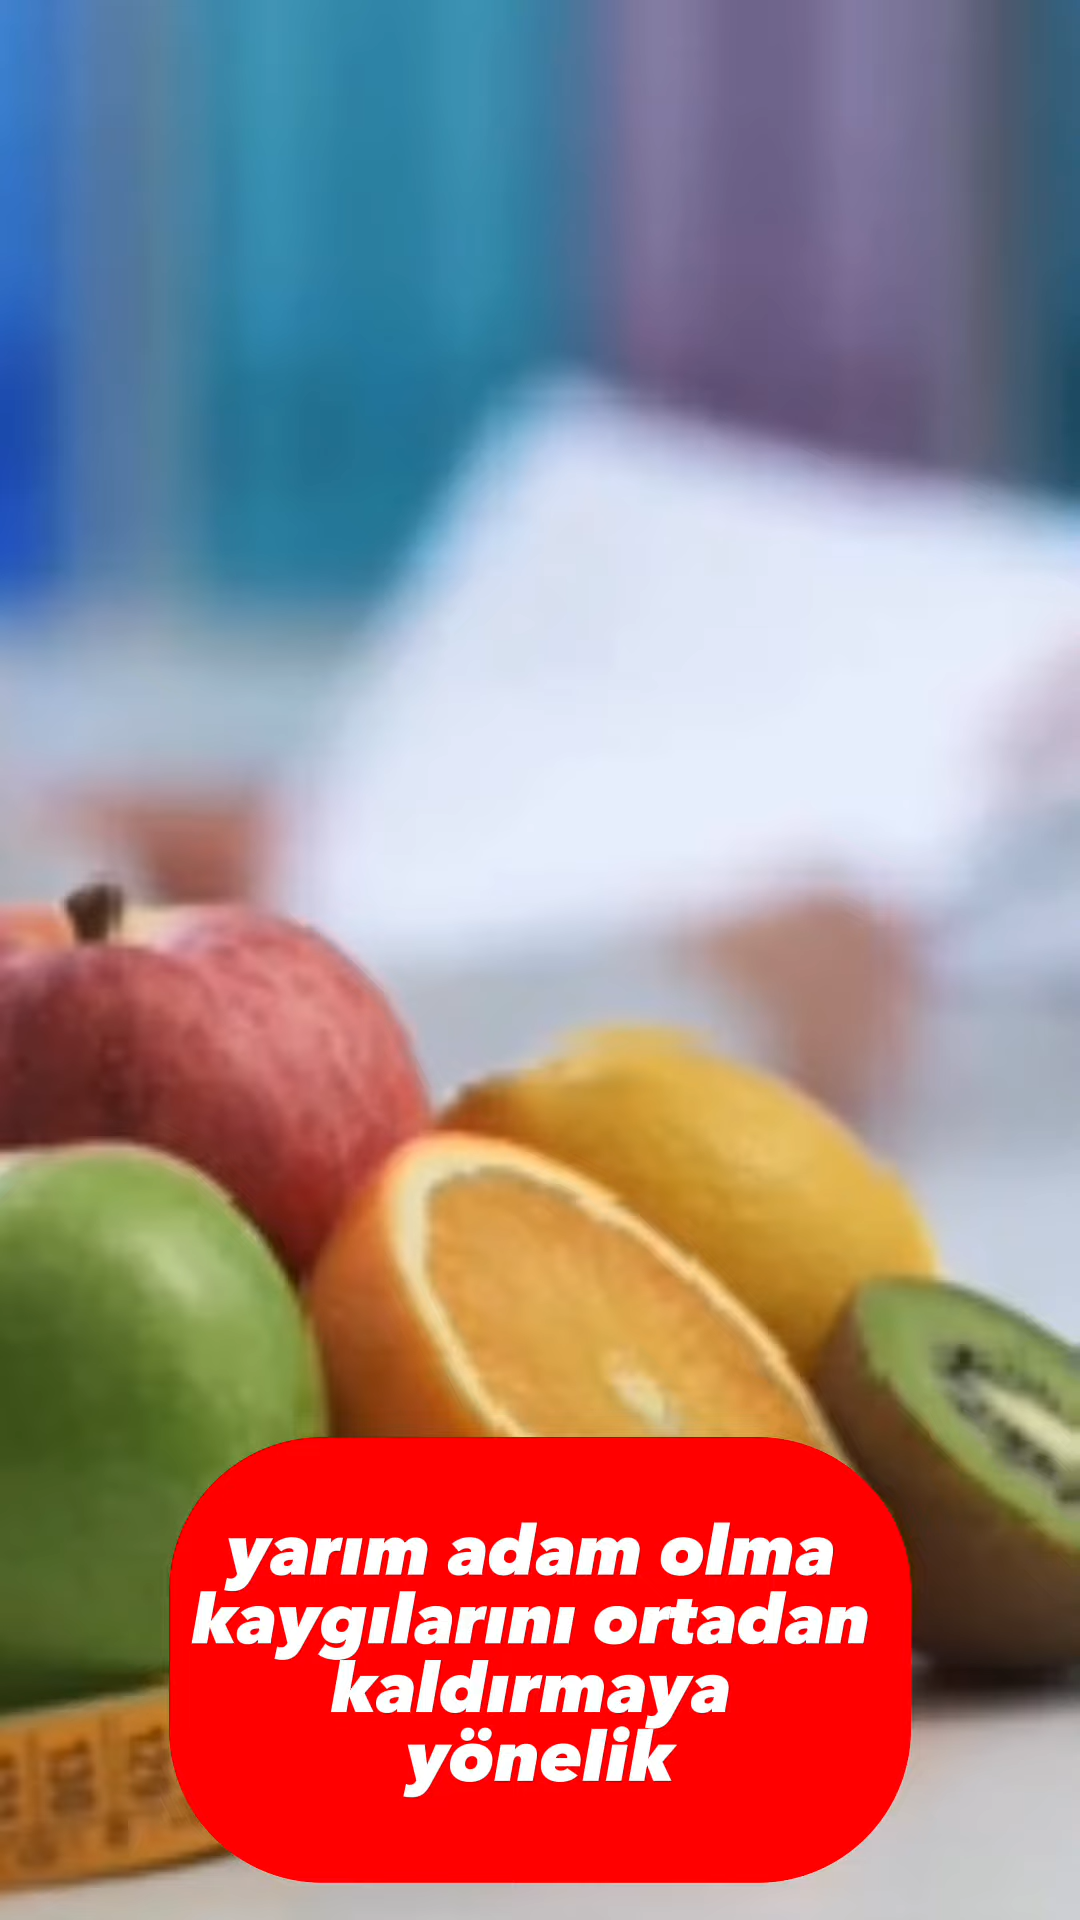 yarım adam olma
kaygılarını ortadan
kaldırmaya
yönelik